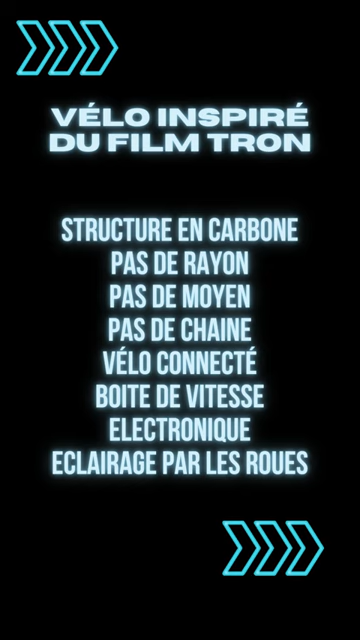 VÉLO INSPIRÉ
DU FILM TRON
STRUCTURE EN CARBONE
PAS DE RAYON
PAS DE MOYEN
PAS DE CHAINE
VÉLO CONNECTÉ
BOITE DE VITESSE
ELECTRONIQUE
ECLAIRAGE PAR LES ROUES